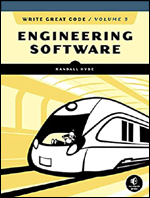 WRITE GREAT CODE / VOLUME 3
ENGINEERING
SOFTWARE
RANDALL HYDE